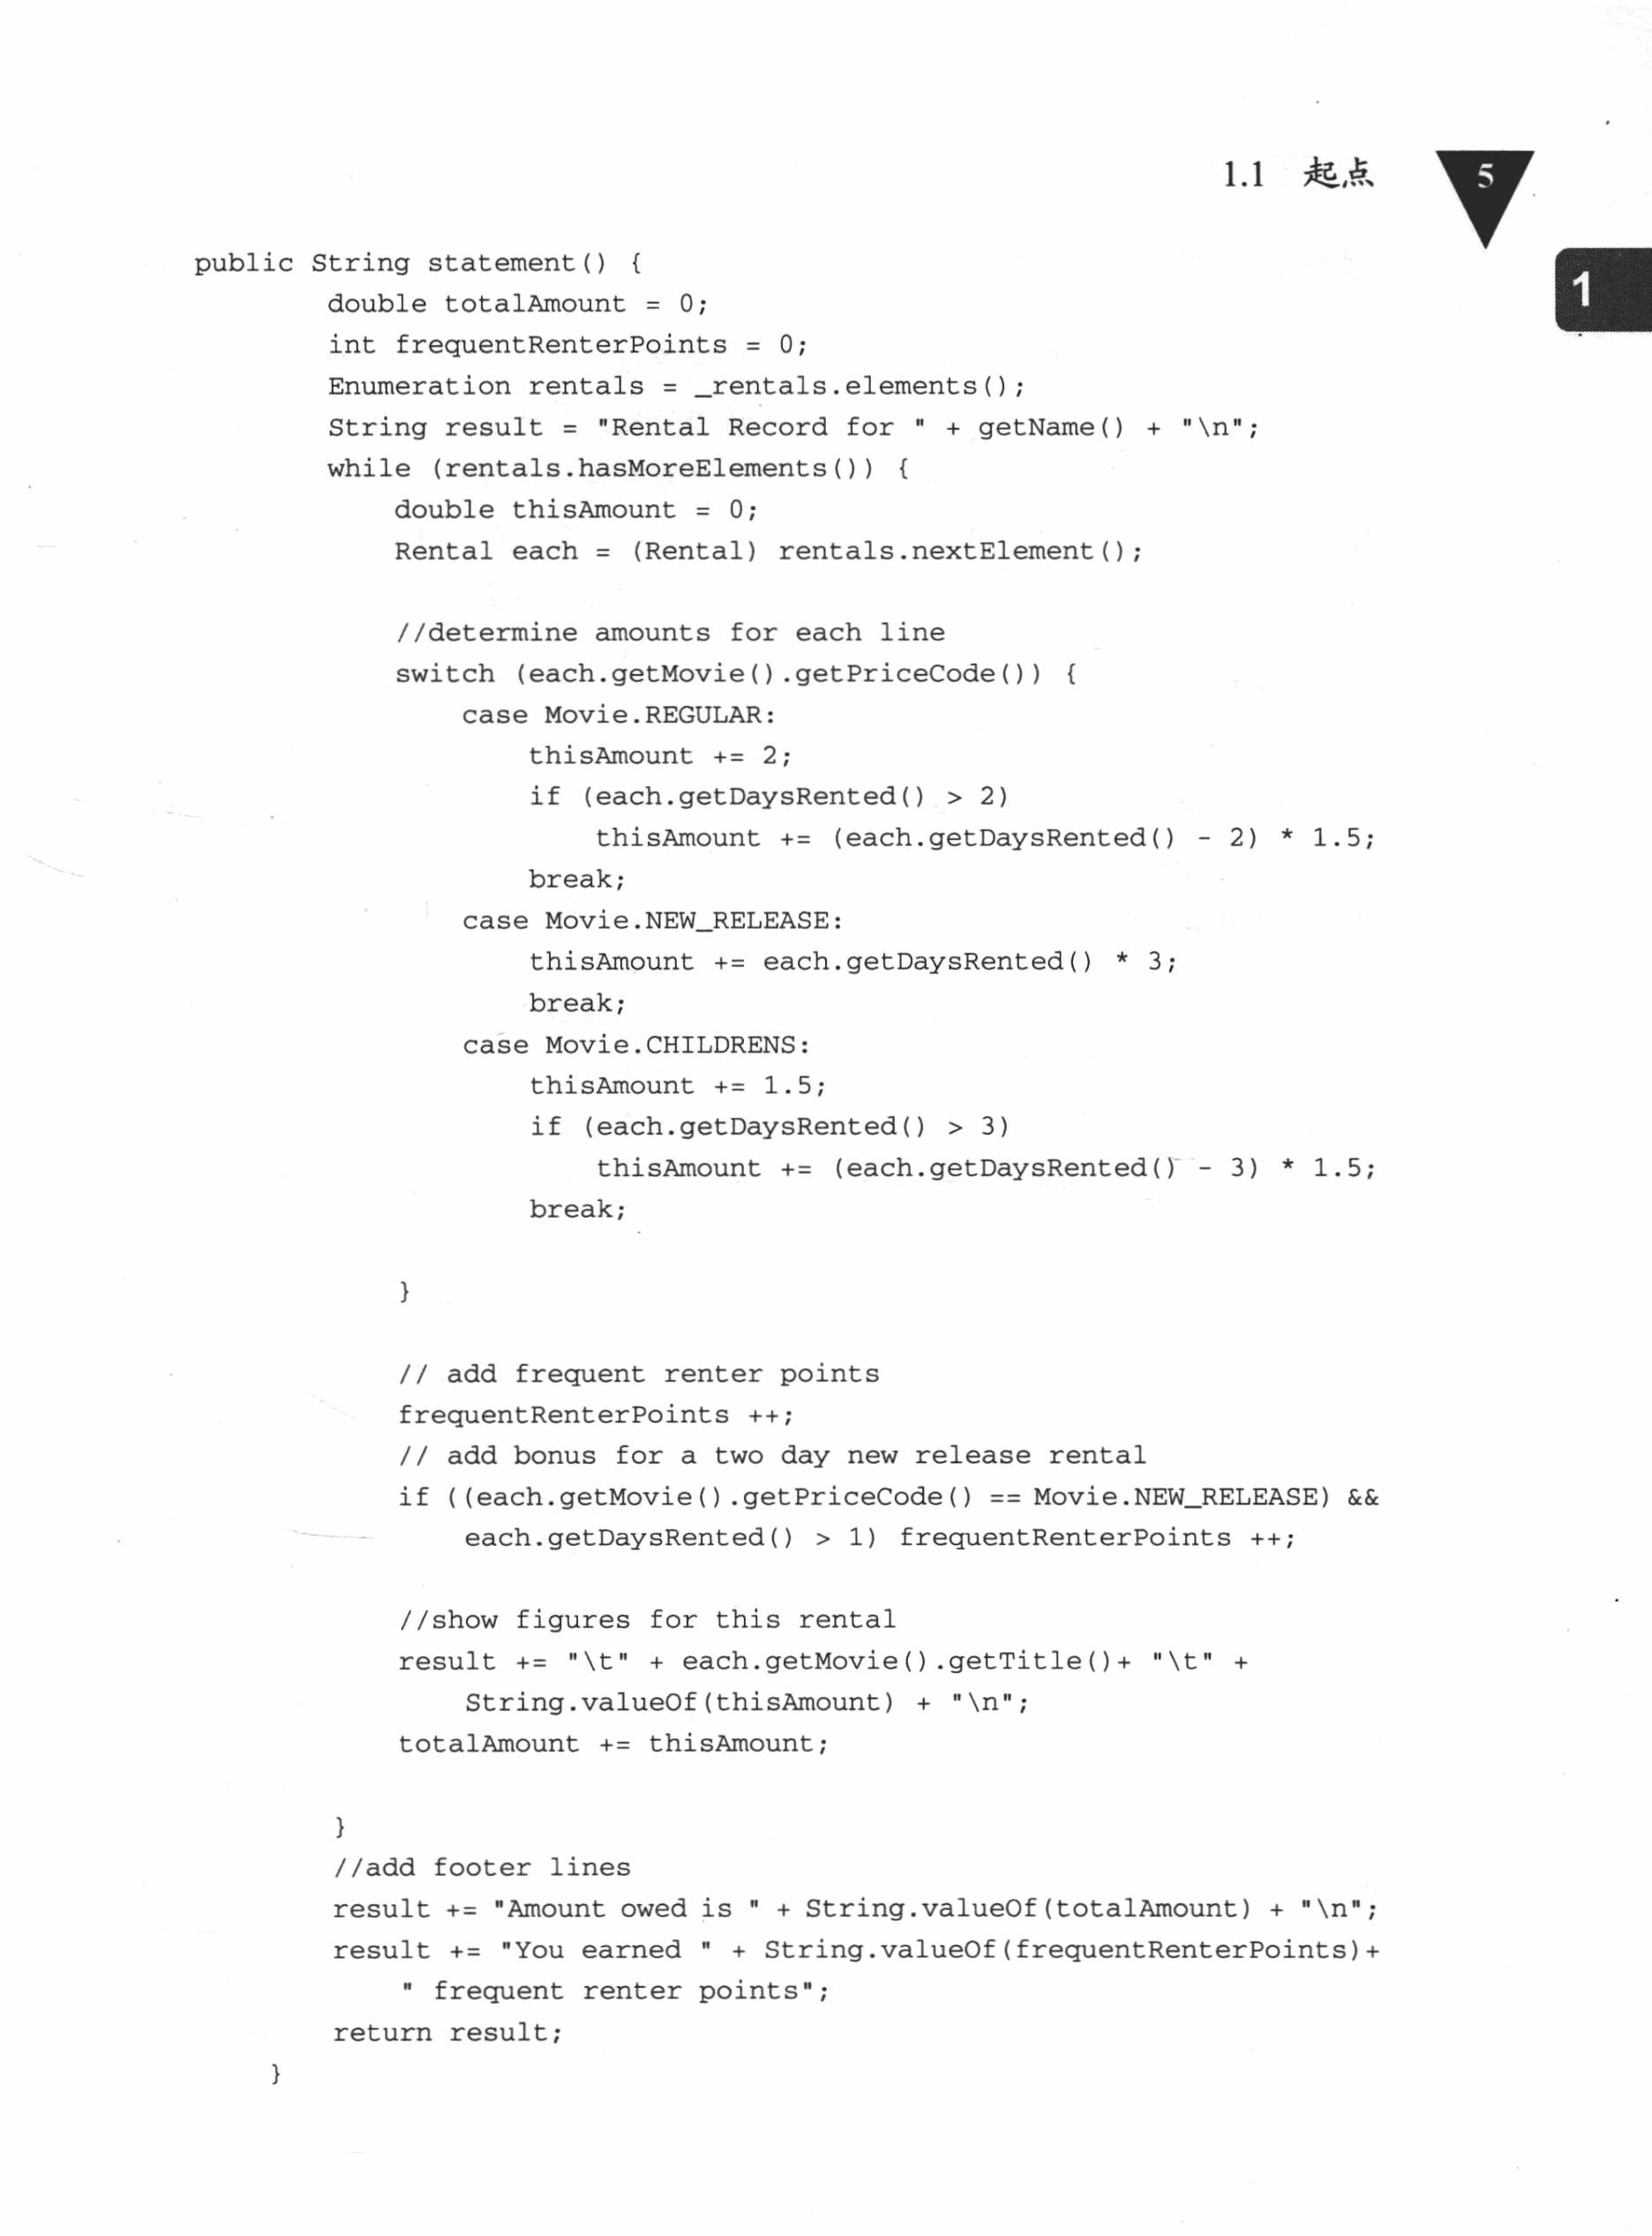 1.1 起点 5
1
public String statement() {
double totalAmount = 0;
int frequentRenterPoints = 0;
Enumeration rentals = _rentals.elements();
String result = "Rental Record for " + getName() + "\n";
while (rentals.hasMoreElements()) {
double thisAmount = 0;
Rental each = (Rental) rentals.nextElement();
//determine amounts for each line
switch (each.getMovie().getPriceCode()) {
case Movie.REGULAR:
thisAmount += 2;
if (each.getDaysRented() > 2)
thisAmount += (each.getDaysRented() - 2) * 1.5;
break;
case Movie.NEW_RELEASE:
thisAmount += each.getDaysRented() * 3;
break;
case Movie.CHILDRENS:
thisAmount += 1.5;
if (each.getDaysRented() > 3)
thisAmount += (each.getDaysRented() - 3) * 1.5;
break;
}
// add frequent renter points
frequentRenterPoints ++;
// add bonus for a two day new release rental
if ((each.getMovie().getPriceCode() == Movie.NEW_RELEASE) &&
each.getDaysRented() > 1) frequentRenterPoints ++;
//show figures for this rental
result += "\t" + each.getMovie().getTitle()+ "\t" +
String.valueOf(thisAmount) + "\n";
totalAmount += thisAmount;
}
//add footer lines
result += "Amount owed is " + String.valueOf(totalAmount) + "\n";
result += "You earned " + String.valueOf(frequentRenterPoints)+
" frequent renter points";
return result;
}